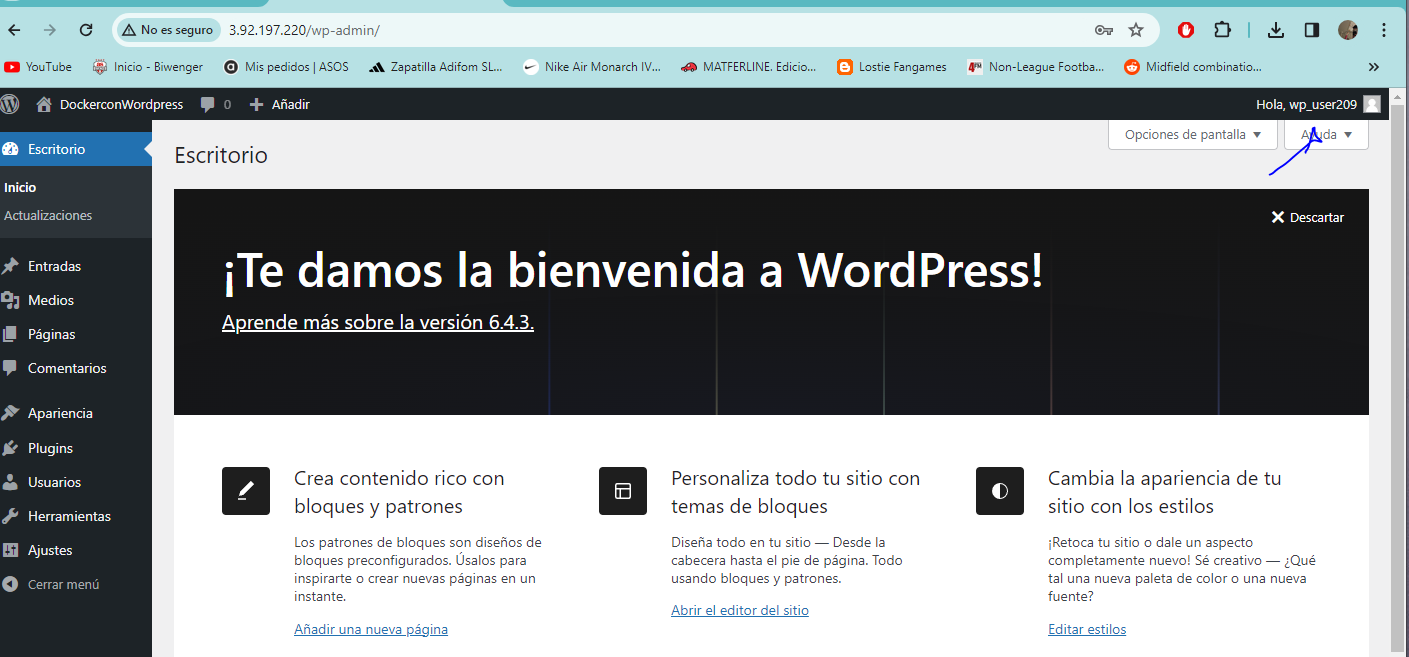 No es seguro 3.92.197.220/wp-admin/
YouTube Inicio - Biwenger Mis pedidos | ASOS Zapatilla Adifom SL... Nike Air Monarch IV... MATFERLINE. Edicio... Lostie Fangames Non-League Footba... Midfield combinatio... »
DockerconWordpress 0 Añadir Hola, wp_user209
Opciones de pantalla Ayuda
Escritorio
Inicio
Actualizaciones
Entradas
Medios
Páginas
Comentarios
Apariencia
Plugins
Usuarios
Herramientas
Ajustes
Cerrar menú
Escritorio
Descartar
¡Te damos la bienvenida a WordPress!
Aprende más sobre la versión 6.4.3.
Crea contenido rico con
bloques y patrones
Los patrones de bloques son diseños de
bloques preconfigurados. Úsalos para
inspirarte o crear nuevas páginas en un
instante.
Añadir una nueva página
Personaliza todo tu sitio con
temas de bloques
Diseña todo en tu sitio — Desde la
cabecera hasta el pie de página. Todo
usando bloques y patrones.
Abrir el editor del sitio
Cambia la apariencia de tu
sitio con los estilos
¡Retoca tu sitio o dale un aspecto
completamente nuevo! Sé creativo — ¿Qué
tal una nueva paleta de color o una nueva
fuente?
Editar estilos